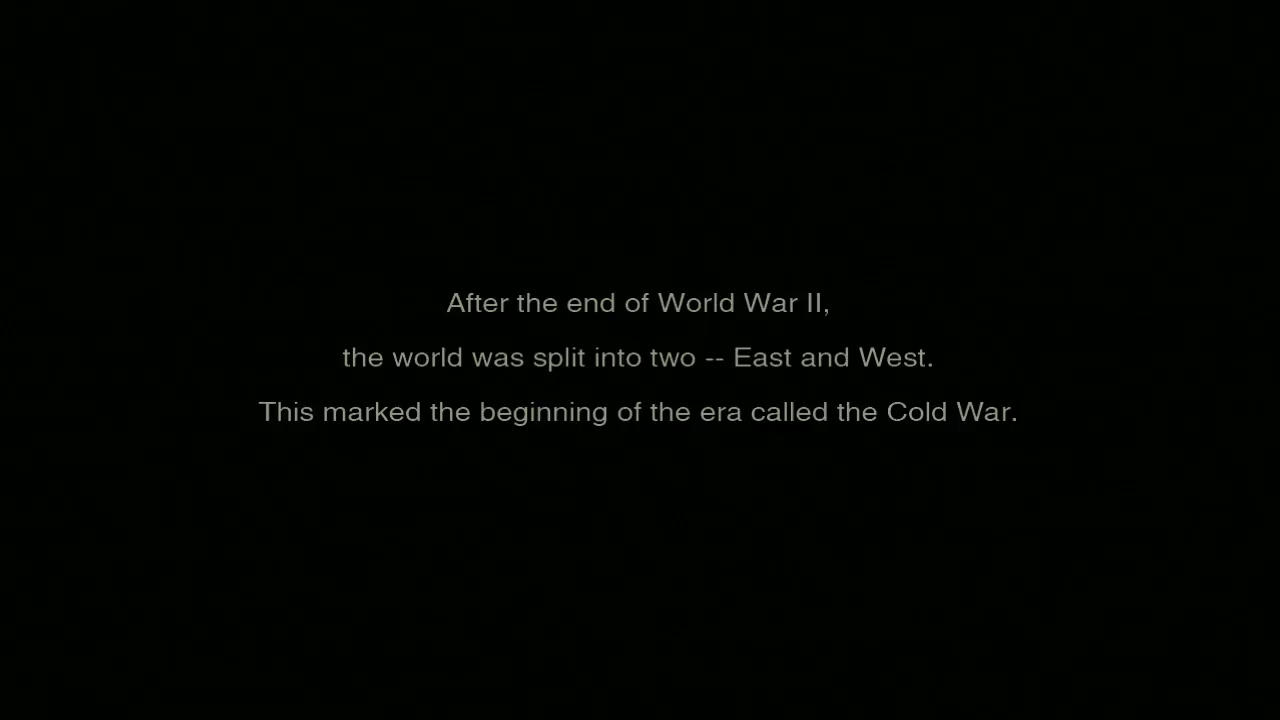 After the end of World War II,
the world was split into two -- East and West.
This marked the beginning of the era called the Cold War.